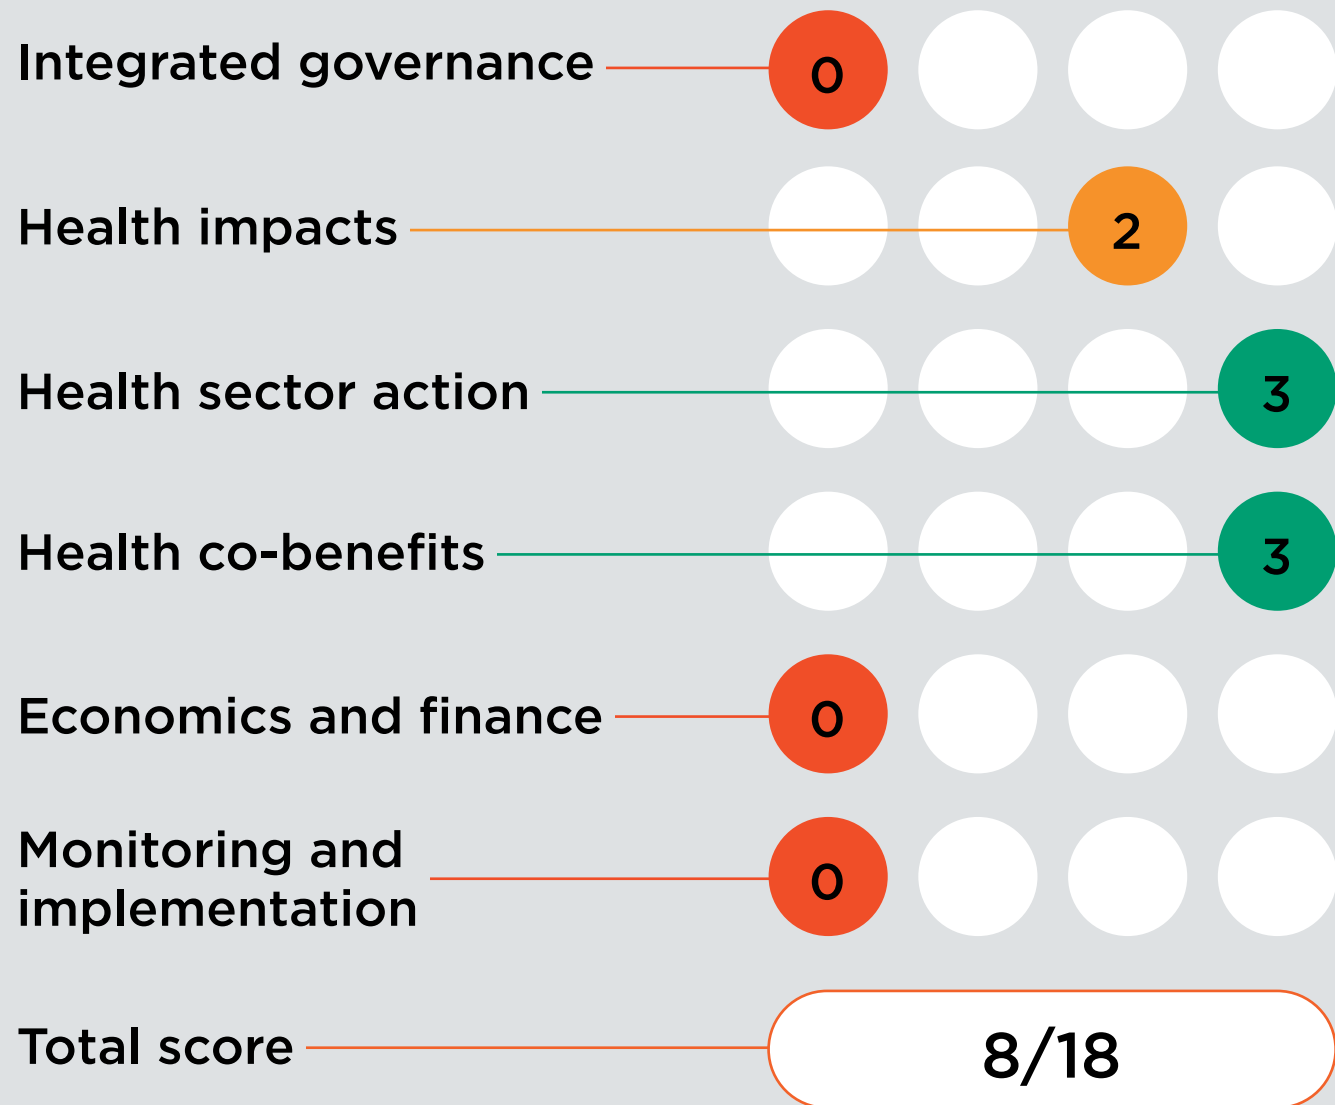 Integrated governance 0
Health impacts 2
Health sector action 3
Health co-benefits 3
Economics and finance 0
Monitoring and
implementation 0
Total score 8/18